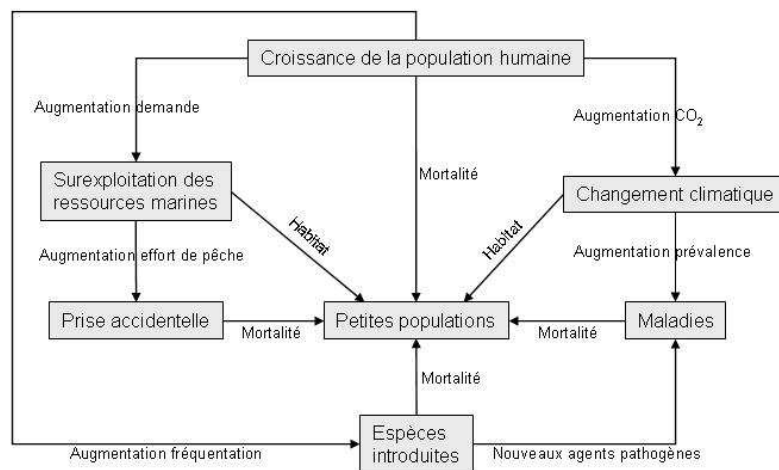 Croissance de la population humaine
Augmentation demande
Augmentation CO₂
Mortalité
Surexploitation des
ressources marines
Changement climatique
Habitat
Habitat
Augmentation effort de pêche
Augmentation prévalence
Prise accidentelle
Mortalité
Petites populations
Mortalité
Maladies
Mortalité
Espèces
introduites
Augmentation fréquentation
Nouveaux agents pathogènes